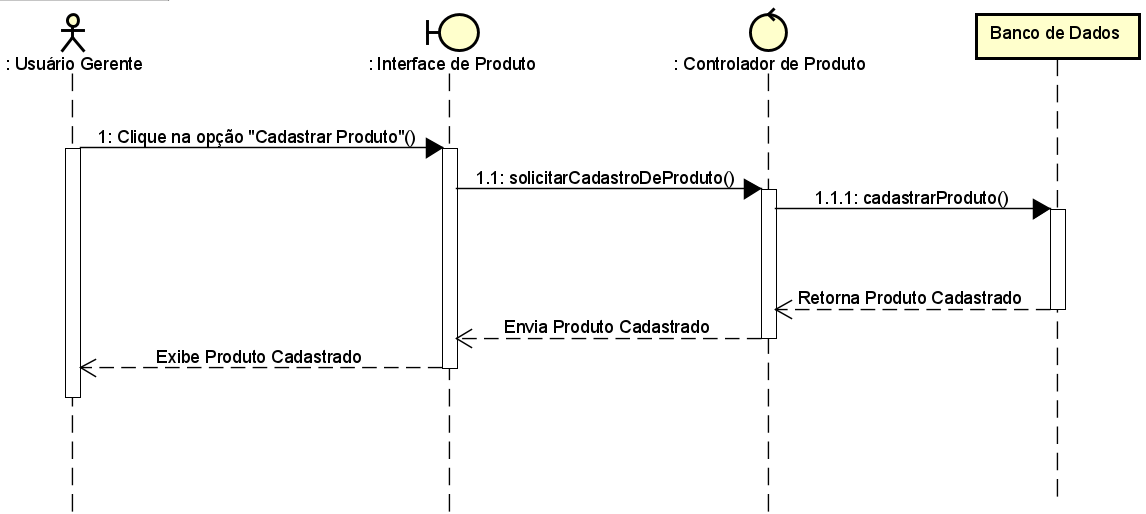 Banco de Dados
: Usuário Gerente
: Interface de Produto
: Controlador de Produto
1: Clique na opção "Cadastrar Produto"()
1.1: solicitarCadastroDeProduto()
1.1.1: cadastrarProduto()
Retorna Produto Cadastrado
Envia Produto Cadastrado
Exibe Produto Cadastrado